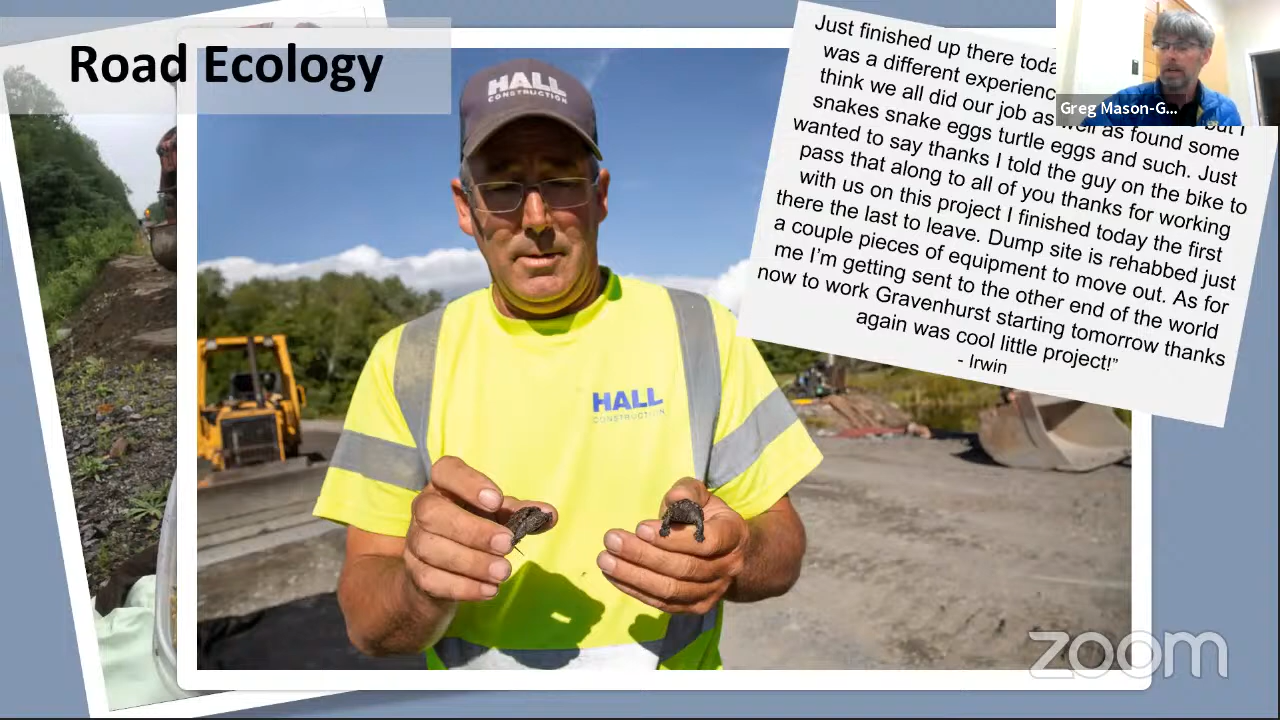 Road Ecology
HALL
CONSTRUCTION
HALL
CONSTRUCTION
Just finished up there toda
was a different experienc
think we all did our job as well as found some
snakes snake eggs turtle eggs and such. Just
wanted to say thanks I told the guy on the bike to
pass that along to all of you thanks for working
with us on this project I finished today the first
there the last to leave. Dump site is rehabbed just
a couple pieces of equipment to move out. As for
me I’m getting sent to the other end of the world
now to work Gravenhurst starting tomorrow thanks
again was cool little project!”
- Irwin
Greg Mason-G...
zoom